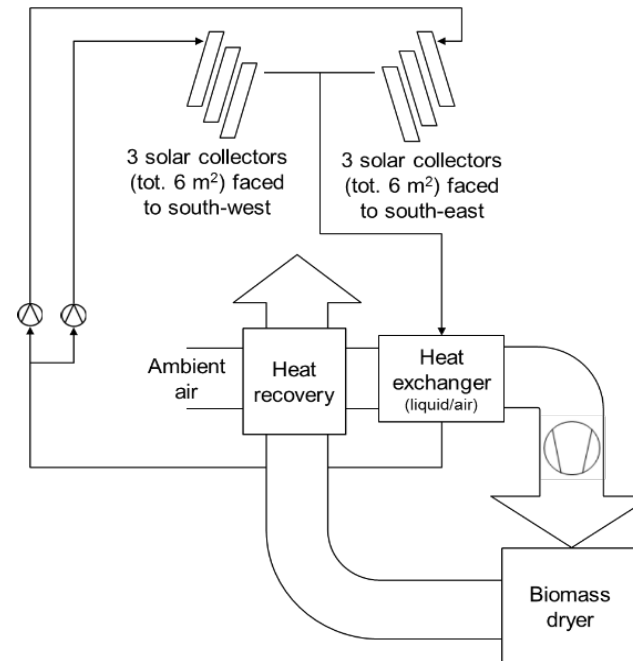 3 solar collectors
(tot. 6 m²) faced
to south-west
3 solar collectors
(tot. 6 m²) faced
to south-east
Ambient
air
Heat
recovery
Heat
exchanger
(liquid/air)
Biomass
dryer